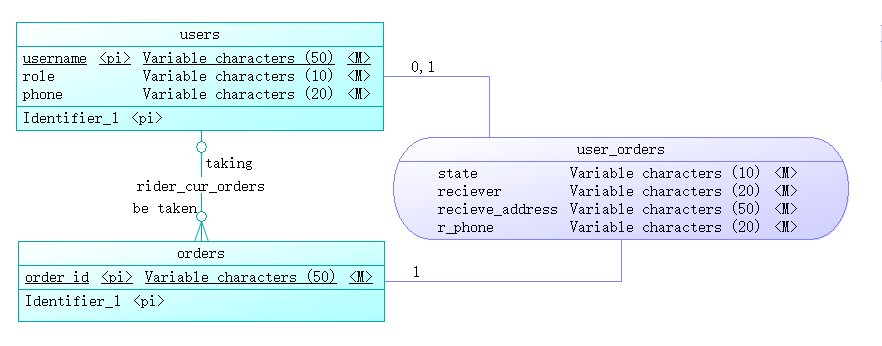 users
username <pi> Variable characters (50) <M>
role Variable characters (10) <M>
phone Variable characters (20) <M>
Identifier_1 <pi>
0,1
taking
rider_cur_orders
be taken
user_orders
state Variable characters (10) <M>
reciever Variable characters (20) <M>
recieve_address Variable characters (50) <M>
r_phone Variable characters (20) <M>
orders
order_id <pi> Variable characters (50) <M>
Identifier_1 <pi>
1